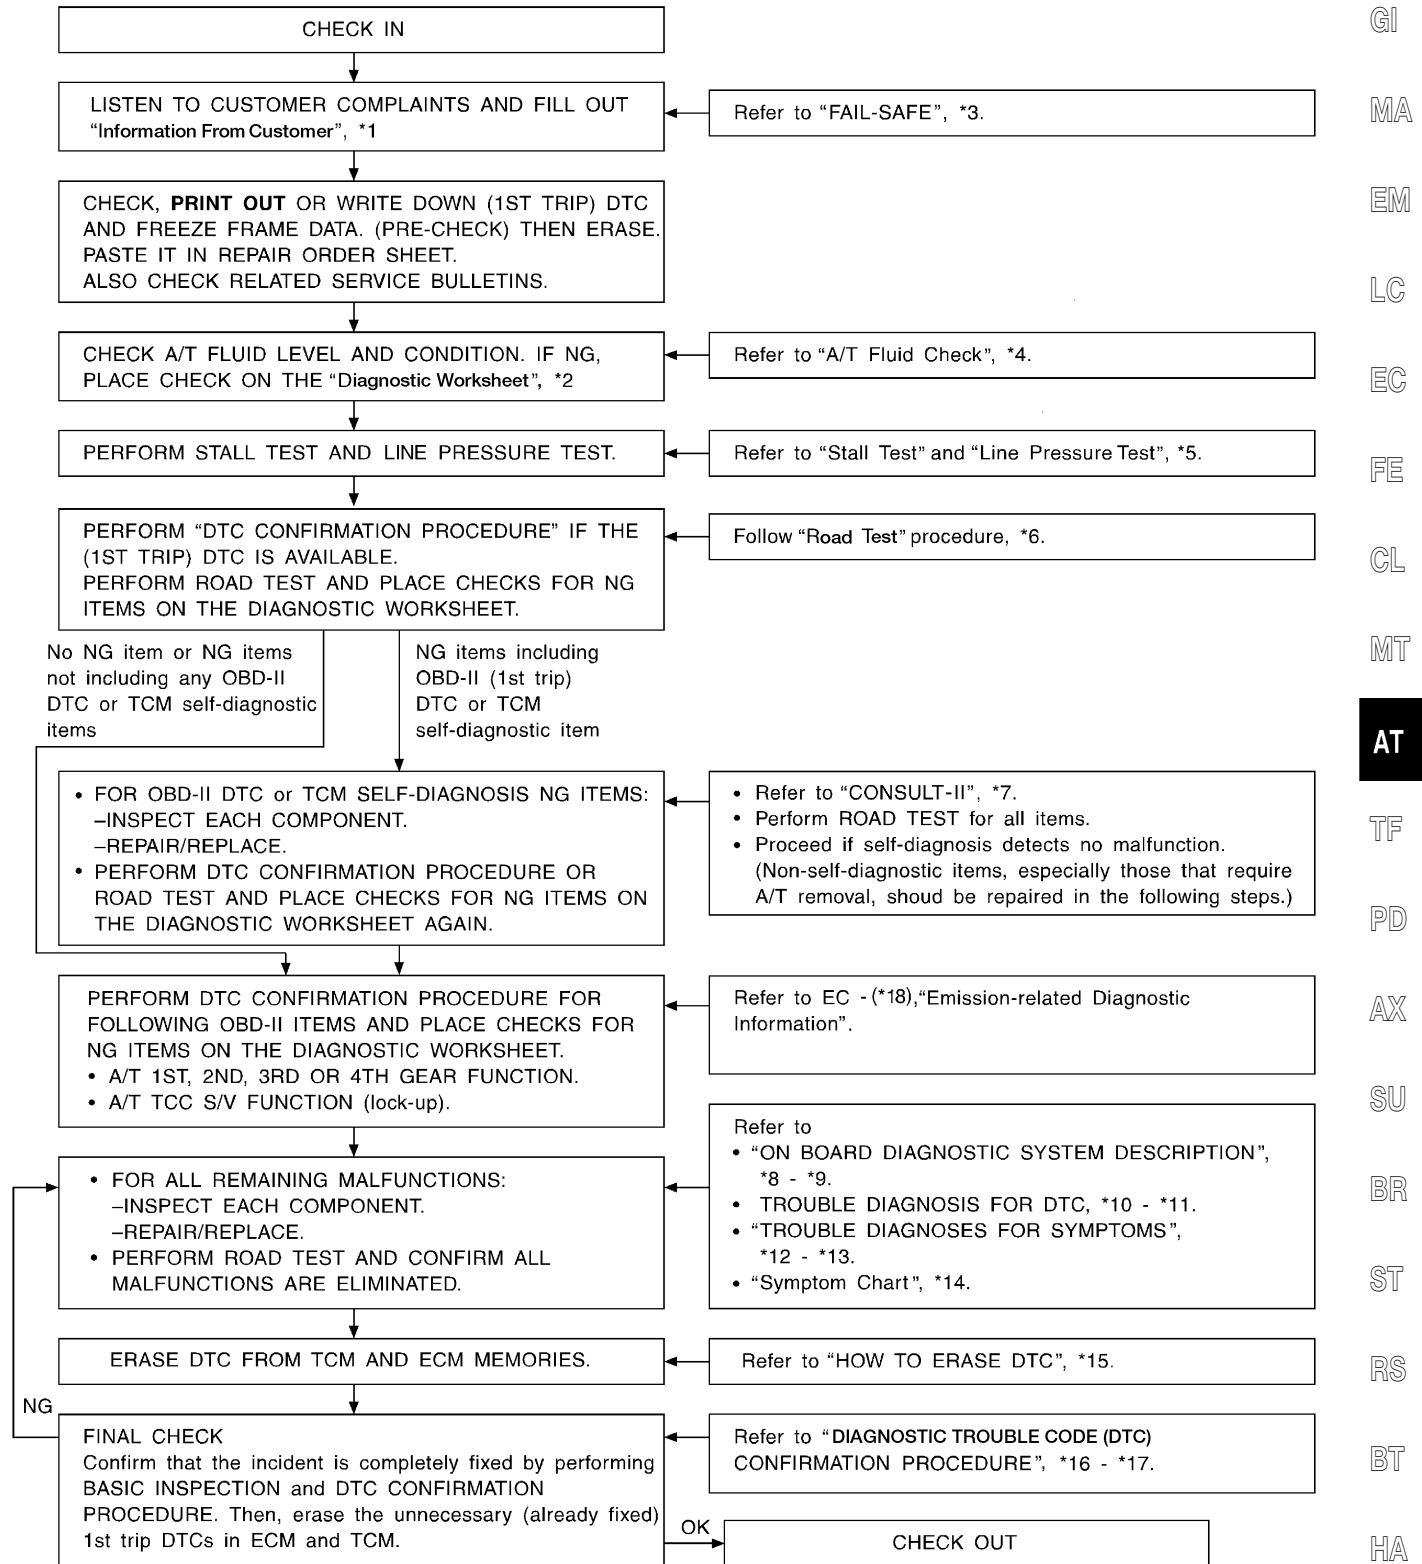 CHECK IN
LISTEN TO CUSTOMER COMPLAINTS AND FILL OUT
“Information From Customer”, *1
Refer to “FAIL-SAFE”, *3.
CHECK, PRINT OUT OR WRITE DOWN (1ST TRIP) DTC
AND FREEZE FRAME DATA. (PRE-CHECK) THEN ERASE.
PASTE IT IN REPAIR ORDER SHEET.
ALSO CHECK RELATED SERVICE BULLETINS.
CHECK A/T FLUID LEVEL AND CONDITION. IF NG,
PLACE CHECK ON THE “Diagnostic Worksheet”, *2
Refer to “A/T Fluid Check”, *4.
PERFORM STALL TEST AND LINE PRESSURE TEST.
Refer to “Stall Test” and “Line Pressure Test”, *5.
PERFORM “DTC CONFIRMATION PROCEDURE” IF THE
(1ST TRIP) DTC IS AVAILABLE.
PERFORM ROAD TEST AND PLACE CHECKS FOR NG
ITEMS ON THE DIAGNOSTIC WORKSHEET.
Follow “Road Test” procedure, *6.
No NG item or NG items
not including any OBD-II
DTC or TCM self-diagnostic
items
NG items including
OBD-II (1st trip)
DTC or TCM
self-diagnostic item
• FOR OBD-II DTC or TCM SELF-DIAGNOSIS NG ITEMS:
–INSPECT EACH COMPONENT.
–REPAIR/REPLACE.
• PERFORM DTC CONFIRMATION PROCEDURE OR
ROAD TEST AND PLACE CHECKS FOR NG ITEMS ON
THE DIAGNOSTIC WORKSHEET AGAIN.
• Refer to “CONSULT-II”, *7.
• Perform ROAD TEST for all items.
• Proceed if self-diagnosis detects no malfunction.
(Non-self-diagnostic items, especially those that require
A/T removal, shoud be repaired in the following steps.)
PERFORM DTC CONFIRMATION PROCEDURE FOR
FOLLOWING OBD-II ITEMS AND PLACE CHECKS FOR
NG ITEMS ON THE DIAGNOSTIC WORKSHEET.
• A/T 1ST, 2ND, 3RD OR 4TH GEAR FUNCTION.
• A/T TCC S/V FUNCTION (lock-up).
Refer to EC - (*18),“Emission-related Diagnostic
Information”.
• FOR ALL REMAINING MALFUNCTIONS:
–INSPECT EACH COMPONENT.
–REPAIR/REPLACE.
• PERFORM ROAD TEST AND CONFIRM ALL
MALFUNCTIONS ARE ELIMINATED.
Refer to
• “ON BOARD DIAGNOSTIC SYSTEM DESCRIPTION”,
*8 - *9.
• TROUBLE DIAGNOSIS FOR DTC, *10 - *11.
• “TROUBLE DIAGNOSES FOR SYMPTOMS”,
*12 - *13.
• “Symptom Chart”, *14.
ERASE DTC FROM TCM AND ECM MEMORIES.
Refer to “HOW TO ERASE DTC”, *15.
NG
FINAL CHECK
Confirm that the incident is completely fixed by performing
BASIC INSPECTION and DTC CONFIRMATION
PROCEDURE. Then, erase the unnecessary (already fixed)
1st trip DTCs in ECM and TCM.
Refer to “DIAGNOSTIC TROUBLE CODE (DTC)
CONFIRMATION PROCEDURE”, *16 - *17.
OK
CHECK OUT
GI
MA
EM
LC
EC
FE
CL
MT
AT
TF
PD
AX
SU
BR
ST
RS
BT
HA